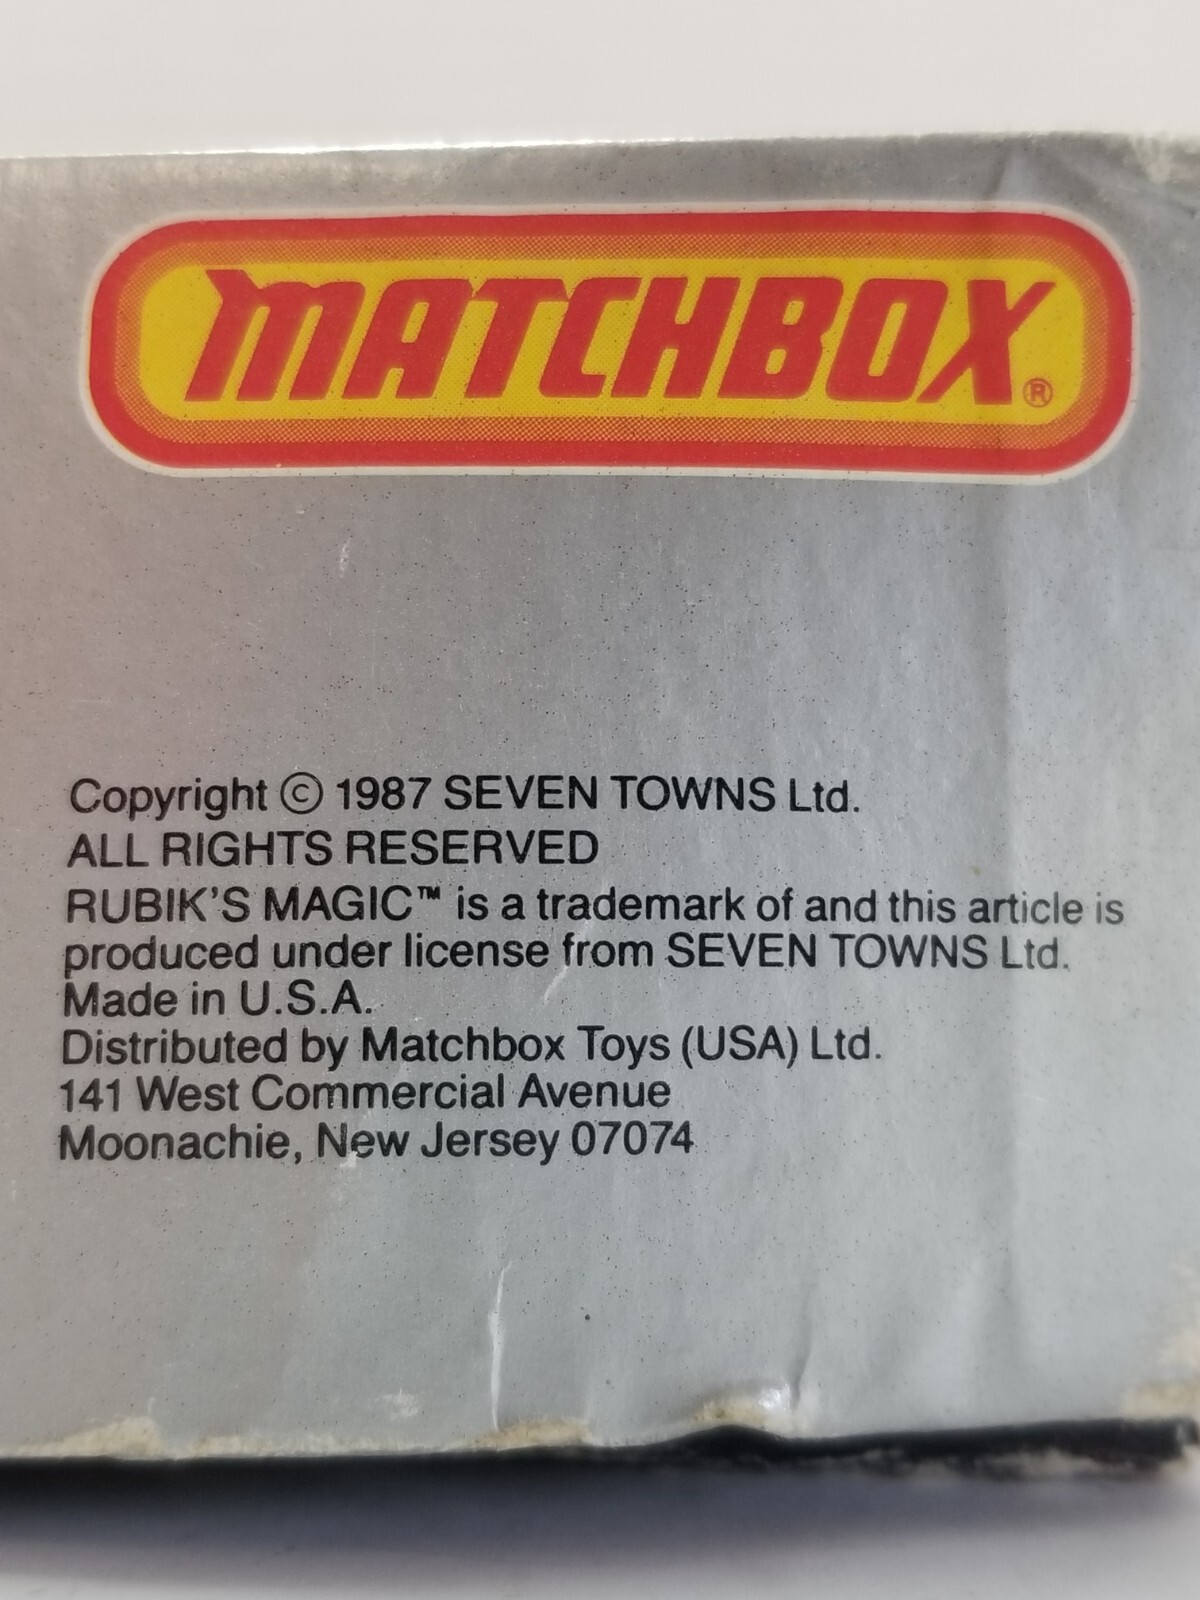 MATCHBOX®
Copyright © 1987 SEVEN TOWNS Ltd.
ALL RIGHTS RESERVED
RUBIK'S MAGIC™ is a trademark of and this article is
produced under license from SEVEN TOWNS Ltd.
Made in U.S.A.
Distributed by Matchbox Toys (USA) Ltd.
141 West Commercial Avenue
Moonachie, New Jersey 07074